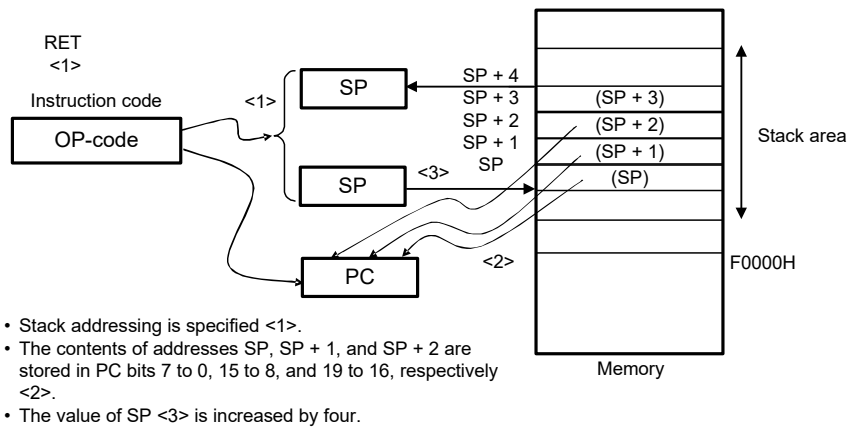 RET
<1>
Instruction code
OP-code
<1>
SP
SP
<3>
PC
<2>
SP + 4
SP + 3
SP + 2
SP + 1
SP
(SP + 3)
(SP + 2)
(SP + 1)
(SP)
Stack area
F0000H
Memory
• Stack addressing is specified <1>.
• The contents of addresses SP, SP + 1, and SP + 2 are
stored in PC bits 7 to 0, 15 to 8, and 19 to 16, respectively
<2>.
• The value of SP <3> is increased by four.